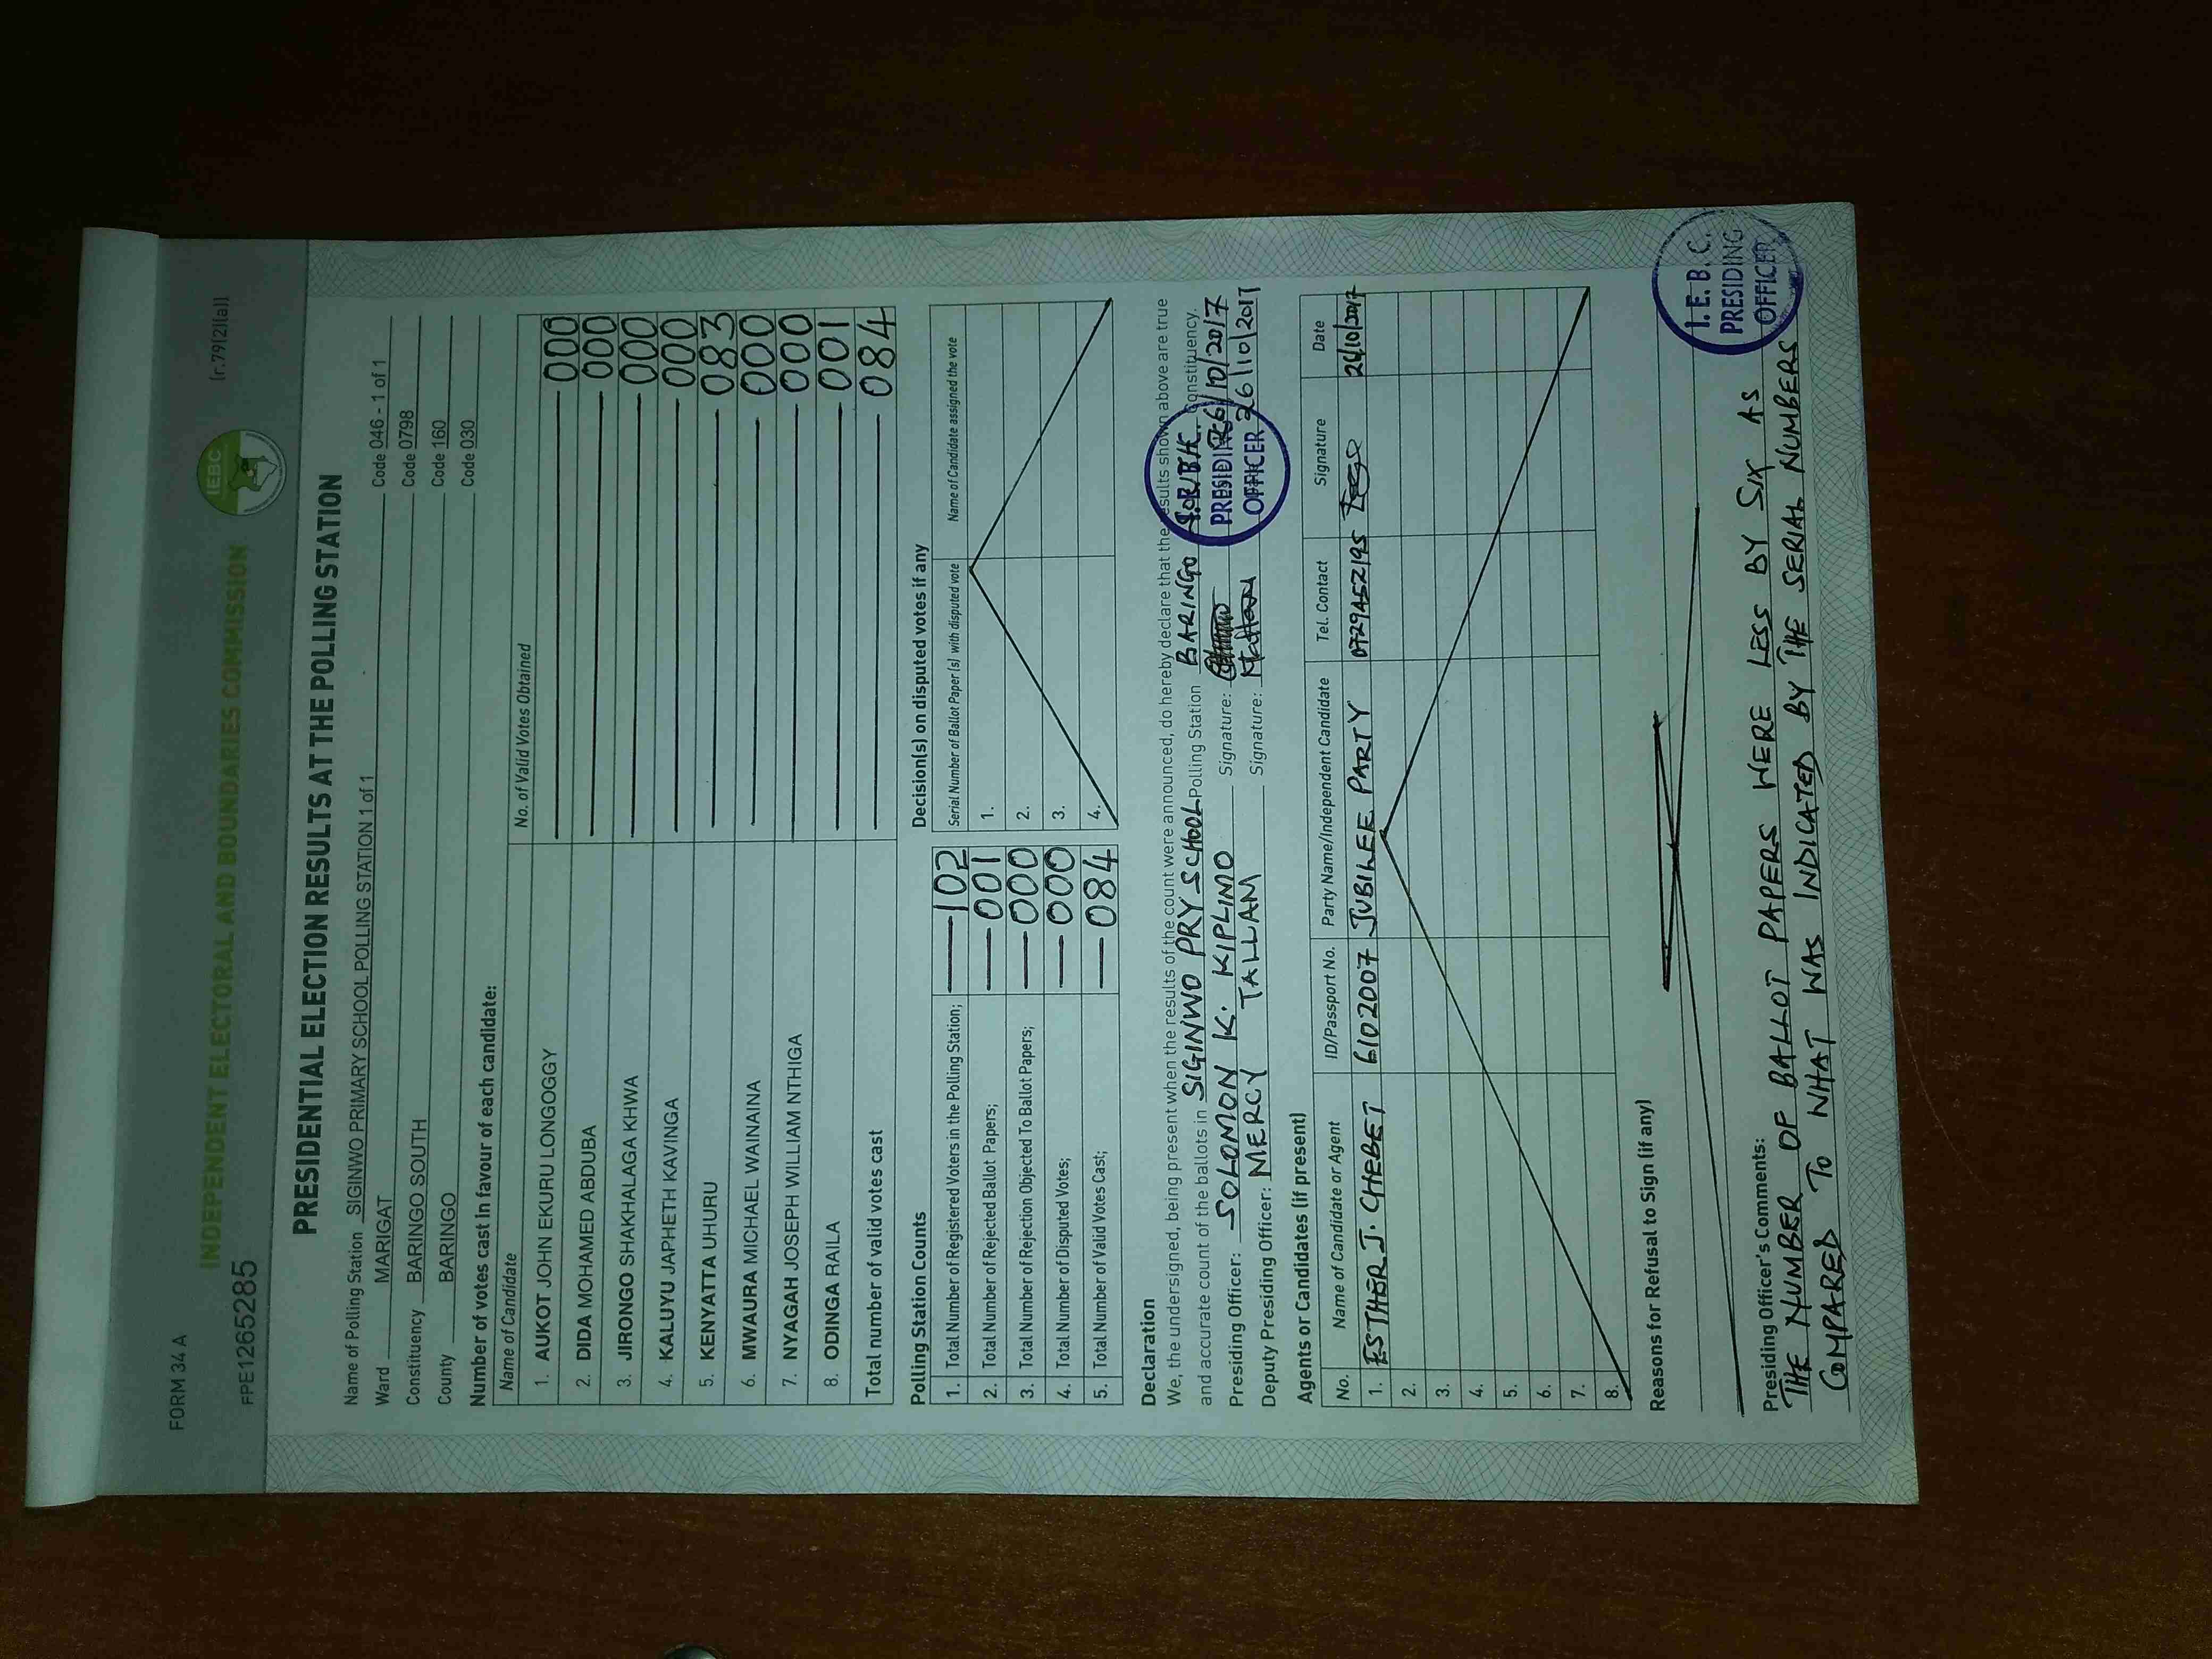 FORM 34 A
(r.79(2)(a))
IEBC
INDEPENDENT ELECTORAL AND BOUNDARIES COMMISSION
FPE1265285
PRESIDENTIAL ELECTION RESULTS AT THE POLLING STATION
Name of Polling Station SIGINWO PRIMARY SCHOOL POLLING STATION 1 of 1 Code 046 - 1 of 1
Ward MARIGAT Code 0798
Constituency BARINGO SOUTH Code 160
County BARINGO Code 030
Number of votes cast in favour of each candidate:
Name of Candidate No. of Valid Votes Obtained
1. AUKOT JOHN EKURU LONGOGGY 000
2. DIDA MOHAMED ABDUBA 000
3. JIRONGO SHAKHALAGA KHWA 000
4. KALUYU JAPHETH KAVINGA 000
5. KENYATTA UHURU 083
6. MWAURA MICHAEL WAINAINA 000
7. NYAGAH JOSEPH WILLIAM NTHIGA 000
8. ODINGA RAILA 001
Total number of valid votes cast 084
Polling Station Counts
1. Total Number of Registered Voters in the Polling Station; 102
2. Total Number of Rejected Ballot Papers; 001
3. Total Number of Rejection Objected To Ballot Papers; 000
4. Total Number of Disputed Votes; 000
5. Total Number of Valid Votes Cast; 084
Decision(s) on disputed votes if any
Serial Number of Ballot Paper (s) with disputed vote Name of Candidate assigned the vote
1.
2.
3.
4.
Declaration
We, the undersigned, being present when the results of the count were announced, do hereby declare that the results shown above are true
and accurate count of the ballots in SIGINWO PRY SCHOOL Polling Station BARINGO Constituency.
Presiding Officer: SOLOMON K. KIPLIMO Signature: 26/10/2017
Deputy Presiding Officer: MERCY TALLAM Signature: 26/10/2017
PRESIDING
OFFICER
Agents or Candidates (if present)
No. Name of Candidate or Agent ID/Passport No. Party Name/Independent Candidate Tel. Contact Signature Date
1. ESTHER J. CHEBET 6102007 JUBILEE PARTY 0729452195 26/10/2017
2.
3.
4.
5.
6.
7.
8.
Reasons for Refusal to Sign (if any)
I.E.B.C.
PRESIDING
OFFICER
Presiding Officer's Comments:
THE NUMBER OF BALLOT PAPERS WERE LESS BY SIX AS
COMPARED TO WHAT WAS INDICATED BY THE SERIAL NUMBERS